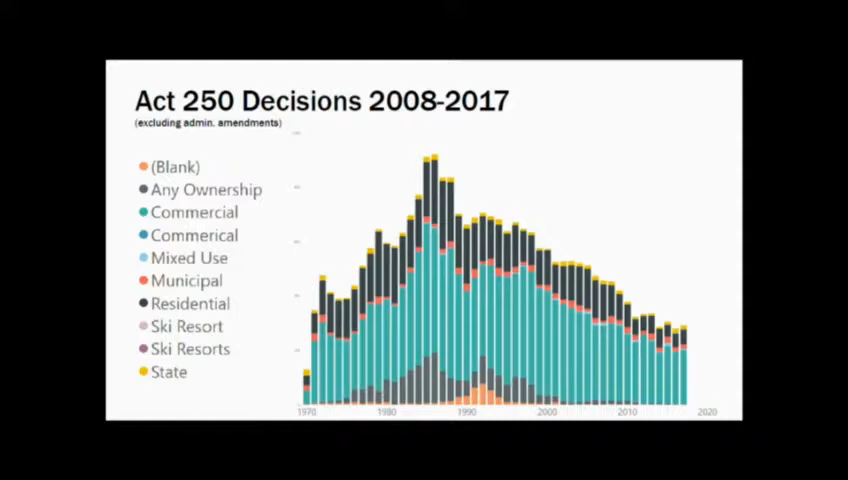 Act 250 Decisions 2008-2017
(excluding admin. amendments)
(Blank)
Any Ownership
Commercial
Commerical
Mixed Use
Municipal
Residential
Ski Resort
Ski Resorts
State
1970 1980 1990 2000 2010 2020